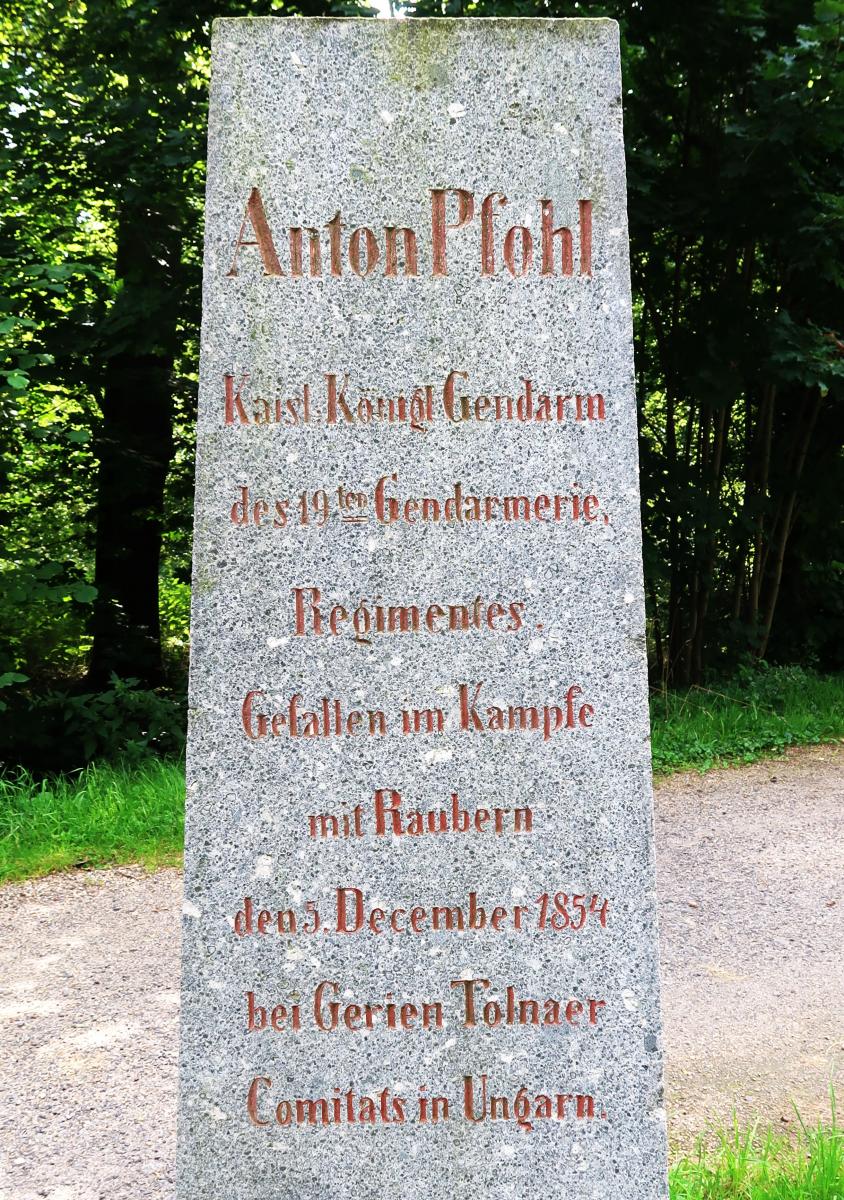 Anton Pfohl
Kaisl. Königl Gendarm
des 19ten Gendarmerie,
Regimentes.
Gefallen im Kampfe
mit Raubern
den 5. December 1854
bei Gerien Tolnaer
Comitats in Ungarn.